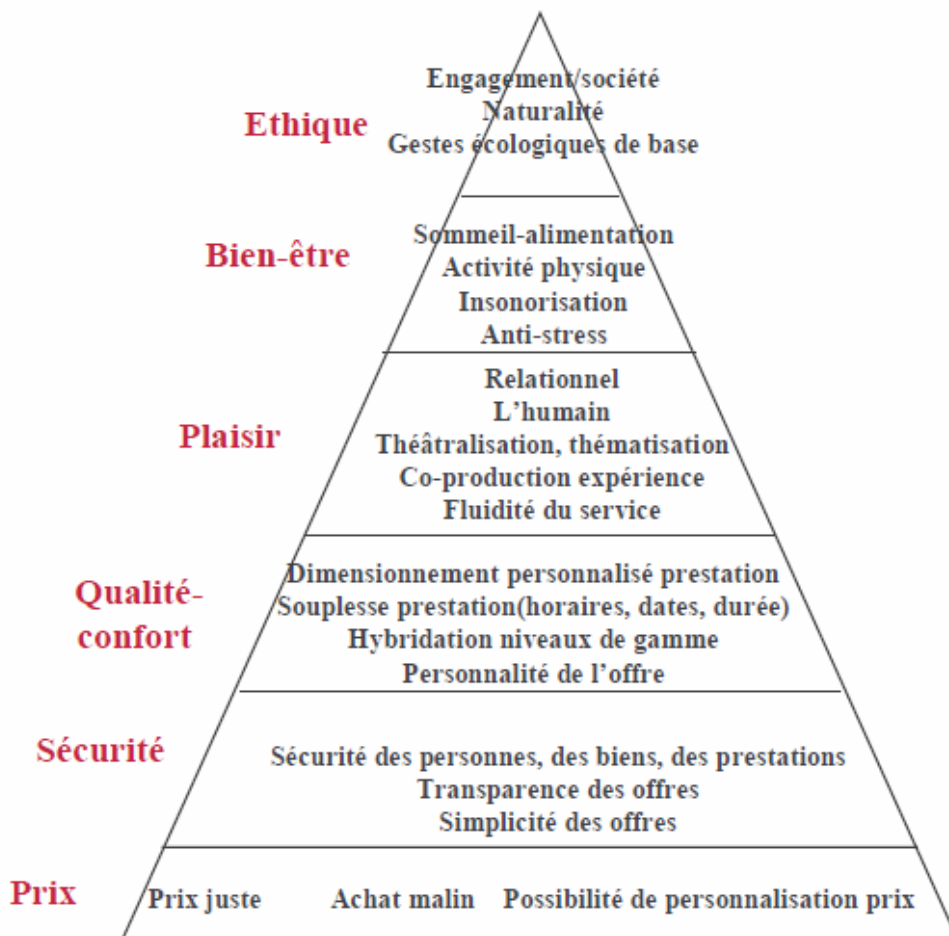 Engagement/société
Ethique
Naturalité
Gestes écologiques de base
Bien-être
Sommeil-alimentation
Activité physique
Insonorisation
Anti-stress
Plaisir
Relationnel
L’humain
Théâtralisation, thématisation
Co-production expérience
Fluidité du service
Qualité-
confort
Dimensionnement personnalisé prestation
Souplesse prestation(horaires, dates, durée)
Hybridation niveaux de gamme
Personnalité de l’offre
Sécurité
Sécurité des personnes, des biens, des prestations
Transparence des offres
Simplicité des offres
Prix
Prix juste Achat malin Possibilité de personnalisation prix